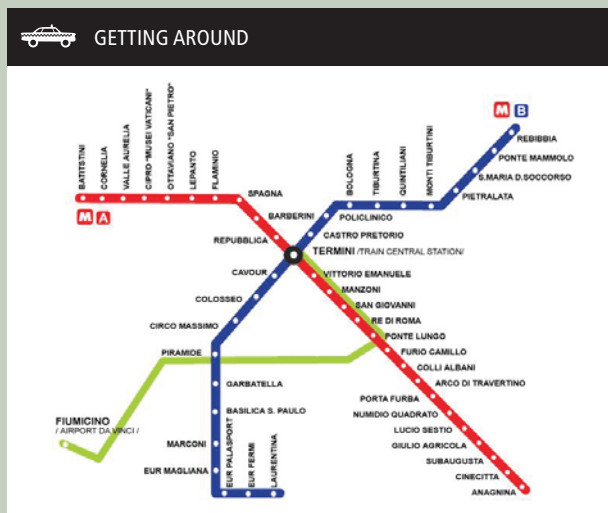 GETTING AROUND
BATITSTINI
CORNELIA
VALLE AURELIA
CIPRO "MUSEI VATICANI"
OTTAVIANO "SAN PIETRO"
LEPANTO
FLAMINIO
SPAGNA
BARBERINI
REPUBBLICA
M A
M B
REBIBBIA
PONTE MAMMOLO
S.MARIA D.SOCCORSO
PIETRALATA
MONTI TIBURTINI
QUINTILIANI
TIBURTINA
BOLOGNA
POLICLINICO
CASTRO PRETORIO
TERMINI /TRAIN CENTRAL STATION/
CAVOUR
COLOSSEO
CIRCO MASSIMO
PIRAMIDE
GARBATELLA
BASILICA S. PAULO
MARCONI
EUR MAGLIANA
EUR PALASPORT
EUR FERMI
LAURENTINA
VITTORIO EMANUELE
MANZONI
SAN GIOVANNI
RE DI ROMA
PONTE LUNGO
FURIO CAMILLO
COLLI ALBANI
ARCO DI TRAVERTINO
PORTA FURBA
NUMIDIO QUADRATO
LUCIO SESTIO
GIULIO AGRICOLA
SUBAUGUSTA
CINECITTA
ANAGNINA
FIUMICINO
/ AIRPORT DA VINCI /